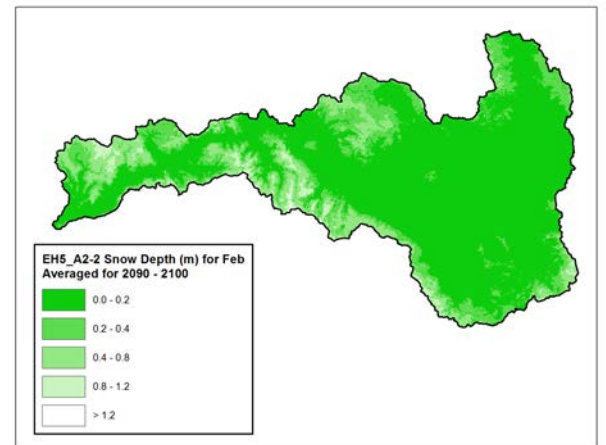 EH5_A2-2 Snow Depth (m) for Feb
Averaged for 2090 - 2100
0.0 - 0.2
0.2 - 0.4
0.4 - 0.8
0.8 - 1.2
> 1.2